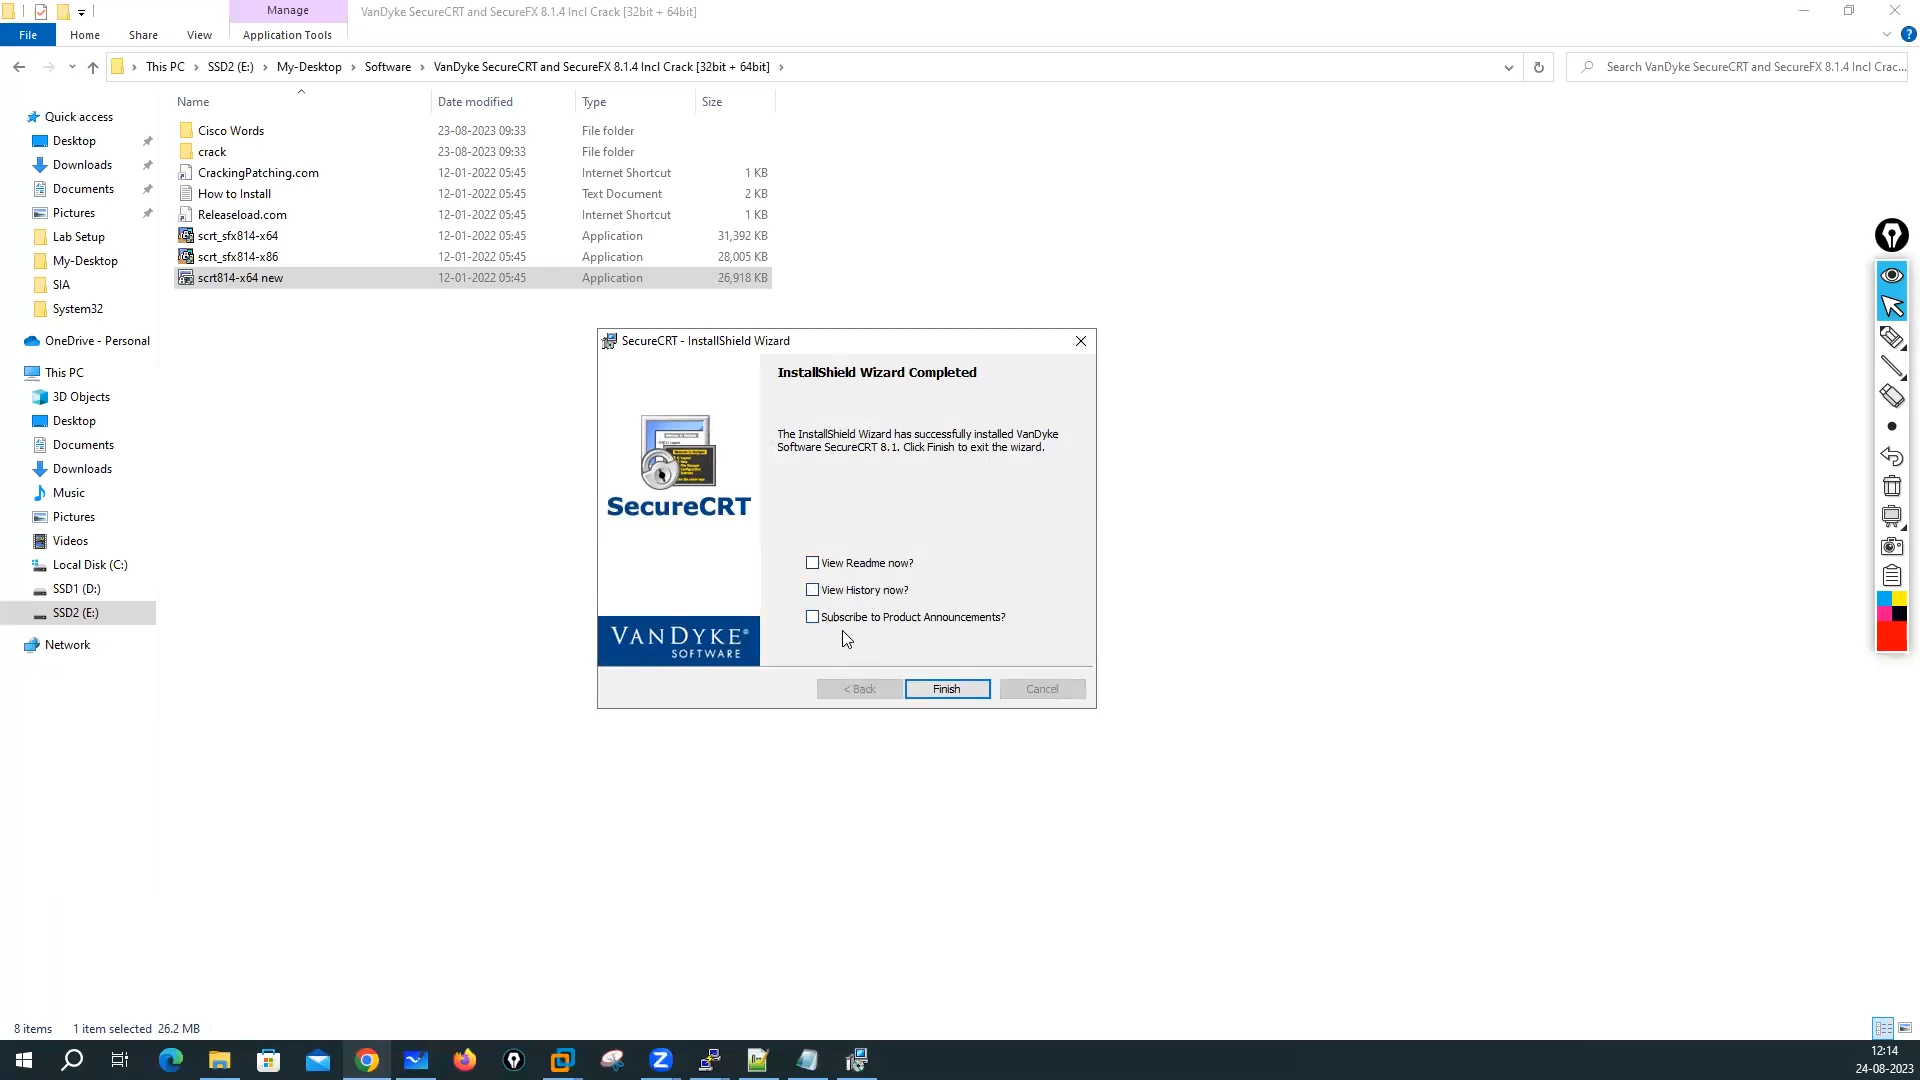 Manage
VanDyke SecureCRT and SecureFX 8.1.4 Incl Crack [32bit + 64bit]
File
Home
Share
View
Application Tools
This PC
SSD2 (E:)
My-Desktop
Software
VanDyke SecureCRT and SecureFX 8.1.4 Incl Crack [32bit + 64bit]
Search VanDyke SecureCRT and SecureFX 8.1.4 Incl Crac...
Name
Date modified
Type
Size
Cisco Words 23-08-2023 09:33 File folder
crack 23-08-2023 09:33 File folder
CrackingPatching.com 12-01-2022 05:45 Internet Shortcut 1 KB
How to Install 12-01-2022 05:45 Text Document 2 KB
Releaseload.com 12-01-2022 05:45 Internet Shortcut 1 KB
scrt_sfx814-x64 12-01-2022 05:45 Application 31,392 KB
scrt_sfx814-x86 12-01-2022 05:45 Application 28,005 KB
scrt814-x64 new 12-01-2022 05:45 Application 26,918 KB
Quick access
Desktop
Downloads
Documents
Pictures
Lab Setup
My-Desktop
SIA
System32
OneDrive - Personal
This PC
3D Objects
Desktop
Documents
Downloads
Music
Pictures
Videos
Local Disk (C:)
SSD1 (D:)
SSD2 (E:)
Network
SecureCRT - InstallShield Wizard
InstallShield Wizard Completed
The InstallShield Wizard has successfully installed VanDyke
Software SecureCRT 8.1. Click Finish to exit the wizard.
SecureCRT
View Readme now?
View History now?
Subscribe to Product Announcements?
VANDYKE®
SOFTWARE
< Back
Finish
Cancel
8 items
1 item selected 26.2 MB
12:14
24-08-2023